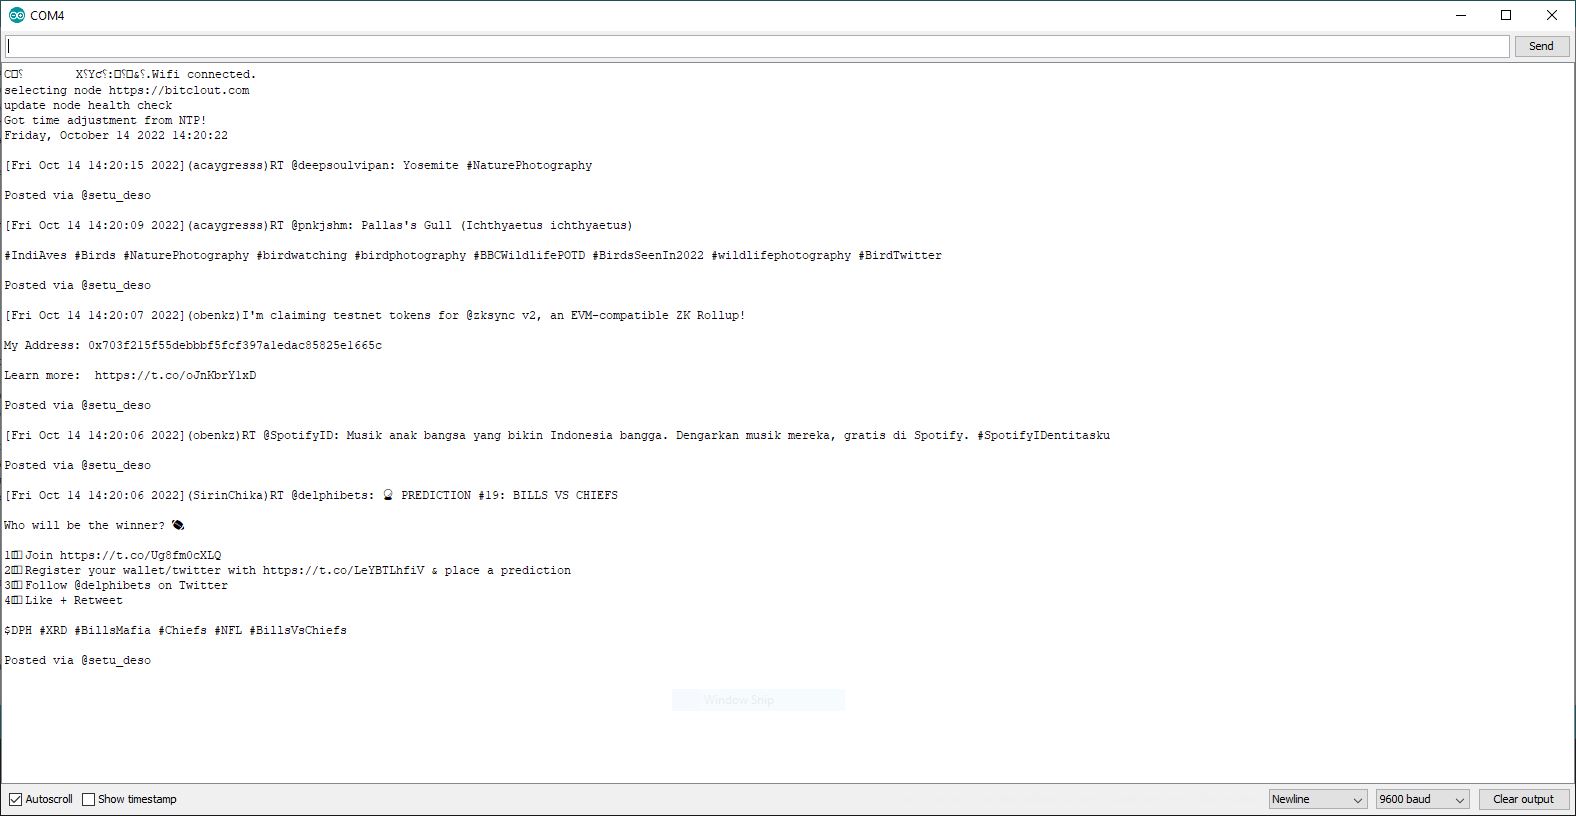 COM4
Send
Wifi connected.
selecting node https://bitclout.com
update node health check
Got time adjustment from NTP!
Friday, October 14 2022 14:20:22
[Fri Oct 14 14:20:15 2022](acaygresss)RT @deepsoulvipan: Yosemite #NaturePhotography
Posted via @setu_deso
[Fri Oct 14 14:20:09 2022](acaygresss)RT @pnkjshm: Pallas's Gull (Ichthyaetus ichthyaetus)
#IndiAves #Birds #NaturePhotography #birdwatching #birdphotography #BBCWildlifePOTD #BirdsSeenIn2022 #wildlifephotography #BirdTwitter
Posted via @setu_deso
[Fri Oct 14 14:20:07 2022](obenkz)I'm claiming testnet tokens for @zksync v2, an EVM-compatible ZK Rollup!
My Address: 0x703f215f55debbbf5fcf397a1edac85825e1665c
Learn more:  https://t.co/oJnKbrY1xD
Posted via @setu_deso
[Fri Oct 14 14:20:06 2022](obenkz)RT @SpotifyID: Musik anak bangsa yang bikin Indonesia bangga. Dengarkan musik mereka, gratis di Spotify. #SpotifyIDentitasku
Posted via @setu_deso
[Fri Oct 14 14:20:06 2022](SirinChika)RT @delphibets: 🔮 PREDICTION #19: BILLS VS CHIEFS
Who will be the winner? 🏈
1 Join https://t.co/Ug8fm0cXLQ
2 Register your wallet/twitter with https://t.co/LeYBTLhfiV & place a prediction
3 Follow @delphibets on Twitter
4 Like + Retweet
$DPH #XRD #BillsMafia #Chiefs #NFL #BillsVsChiefs
Posted via @setu_deso
Window Snip
Autoscroll Show timestamp Newline 9600 baud Clear output